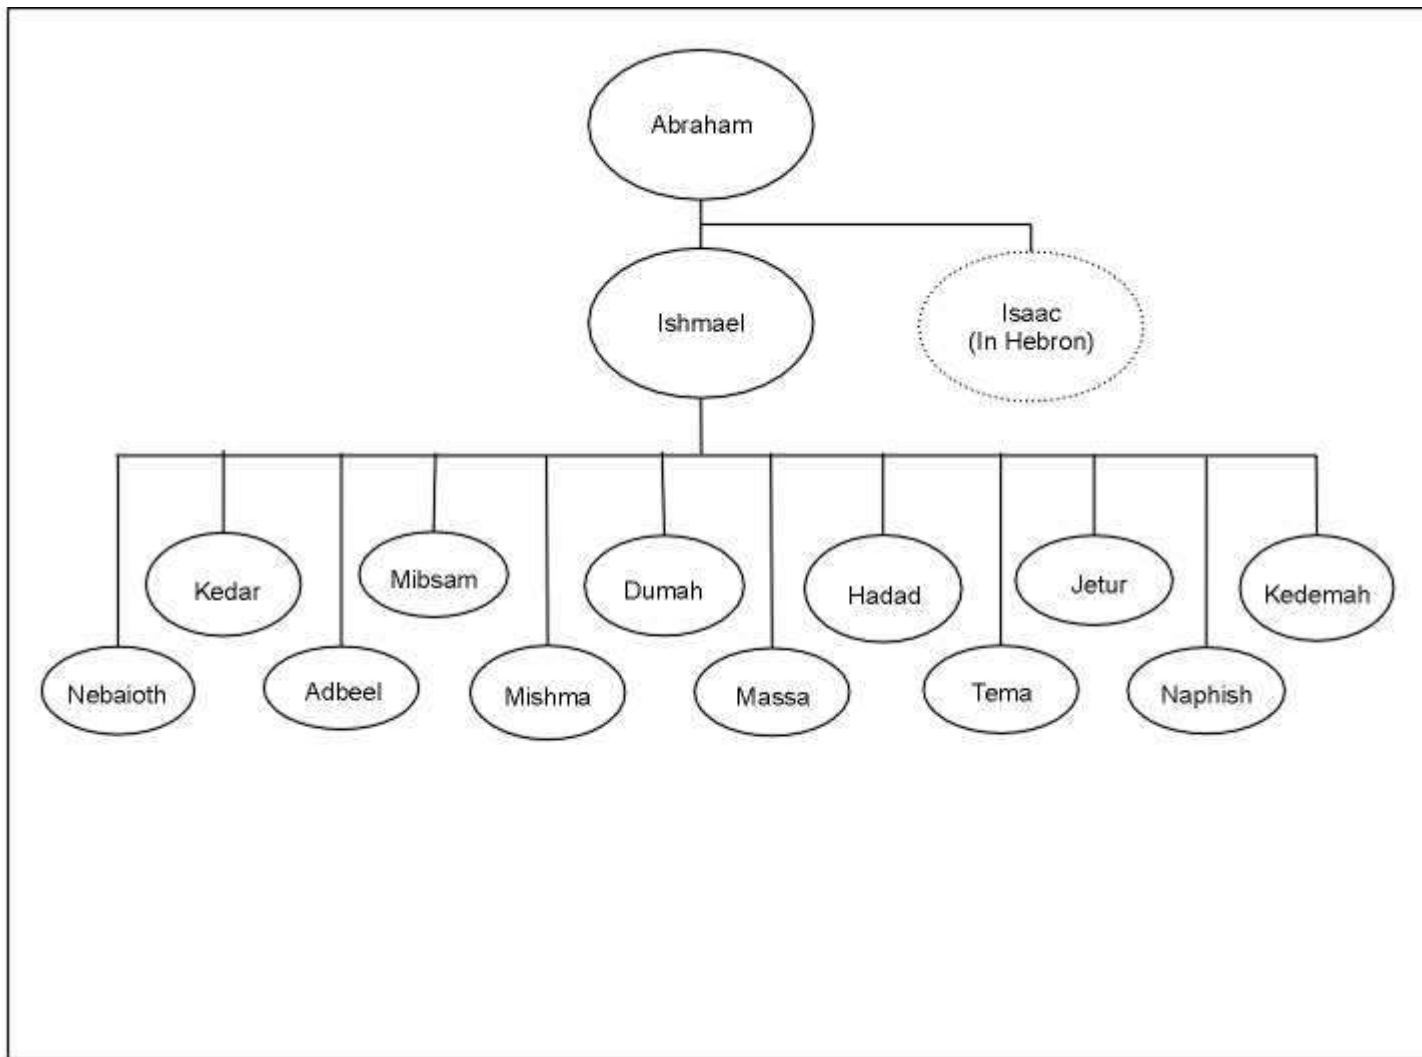 Abraham
Ishmael
Isaac
(In Hebron)
Kedar
Mibsam
Dumah
Hadad
Jetur
Kedemah
Nebaioth
Adbeel
Mishma
Massa
Tema
Naphish